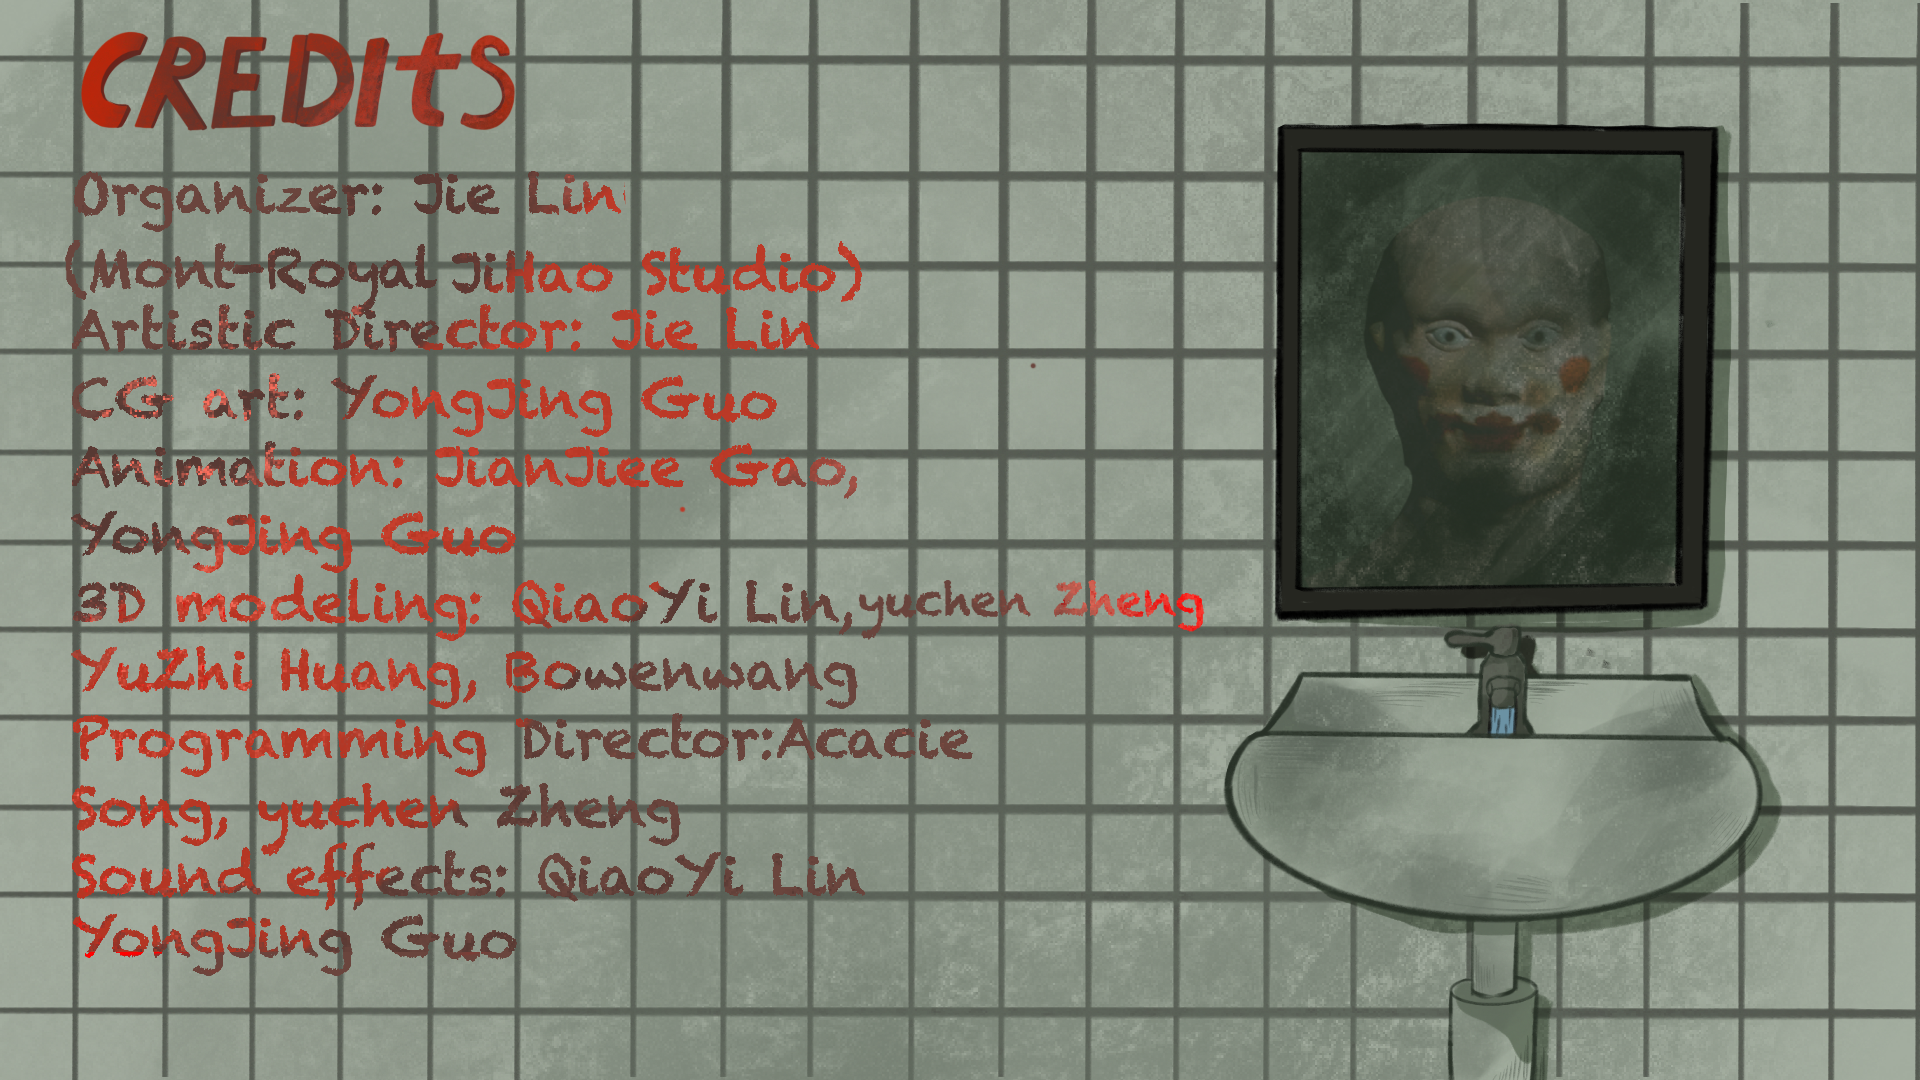 CREDItS
Organizer: Jie Lin
(Mont-Royal JiHao Studio)
Artistic Director: Jie Lin
CG art: YongJing Guo
Animation: JianJiee Gao,
YongJing Guo
3D modeling: QiaoYi Lin,yuchen Zheng
YuZhi Huang, Bowenwang
Programming Director:Acacie
Song, yuchen Zheng
Sound effects: QiaoYi Lin
YongJing Guo